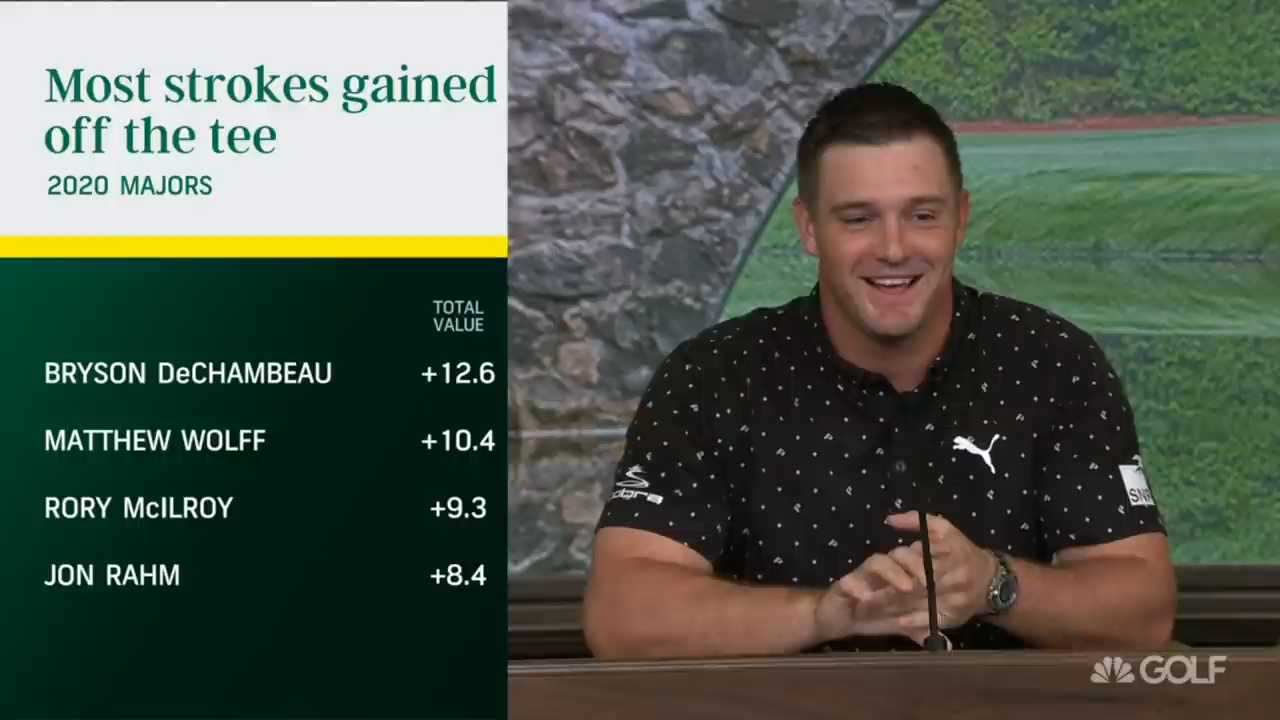 Most strokes gained
off the tee
2020 MAJORS
TOTAL
VALUE
BRYSON DeCHAMBEAU +12.6
MATTHEW WOLFF +10.4
RORY McILROY +9.3
JON RAHM +8.4
cobra
GOLF